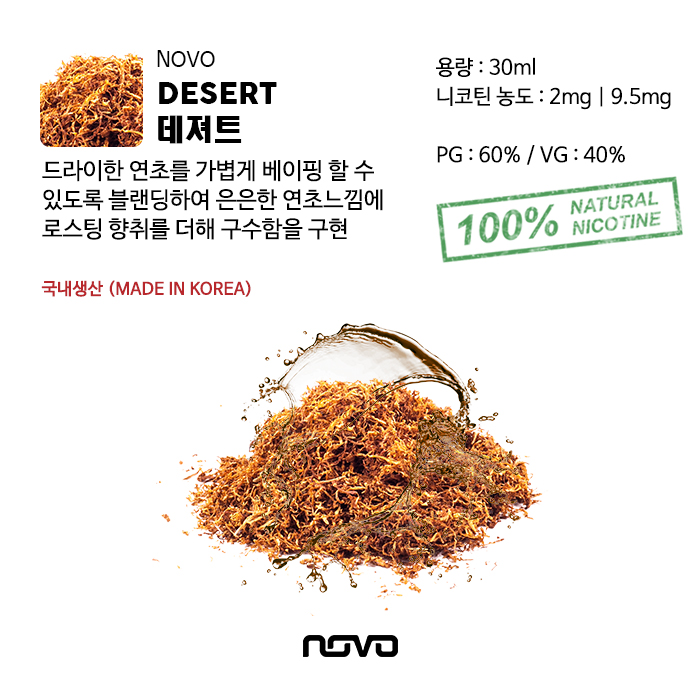 NOVO
DESERT
데져트
드라이한 연초를 가볍게 베이핑 할 수
있도록 블랜딩하여 은은한 연초느낌에
로스팅 향취를 더해 구수함을 구현
국내생산 (MADE IN KOREA)
용량 : 30ml
니코틴 농도 : 2mg | 9.5mg
PG : 60% / VG : 40%
100% NATURAL NICOTINE
novo